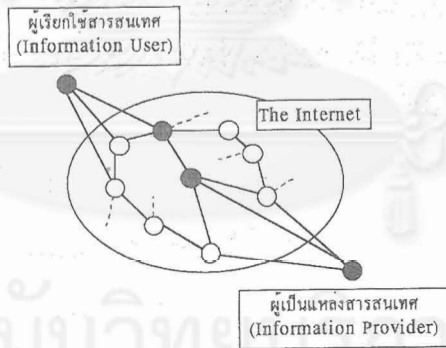 ผู้เรียกใช้สารสนเทศ
(Information User)
The Internet
ผู้เป็นแหล่งสารสนเทศ
(Information Provider)